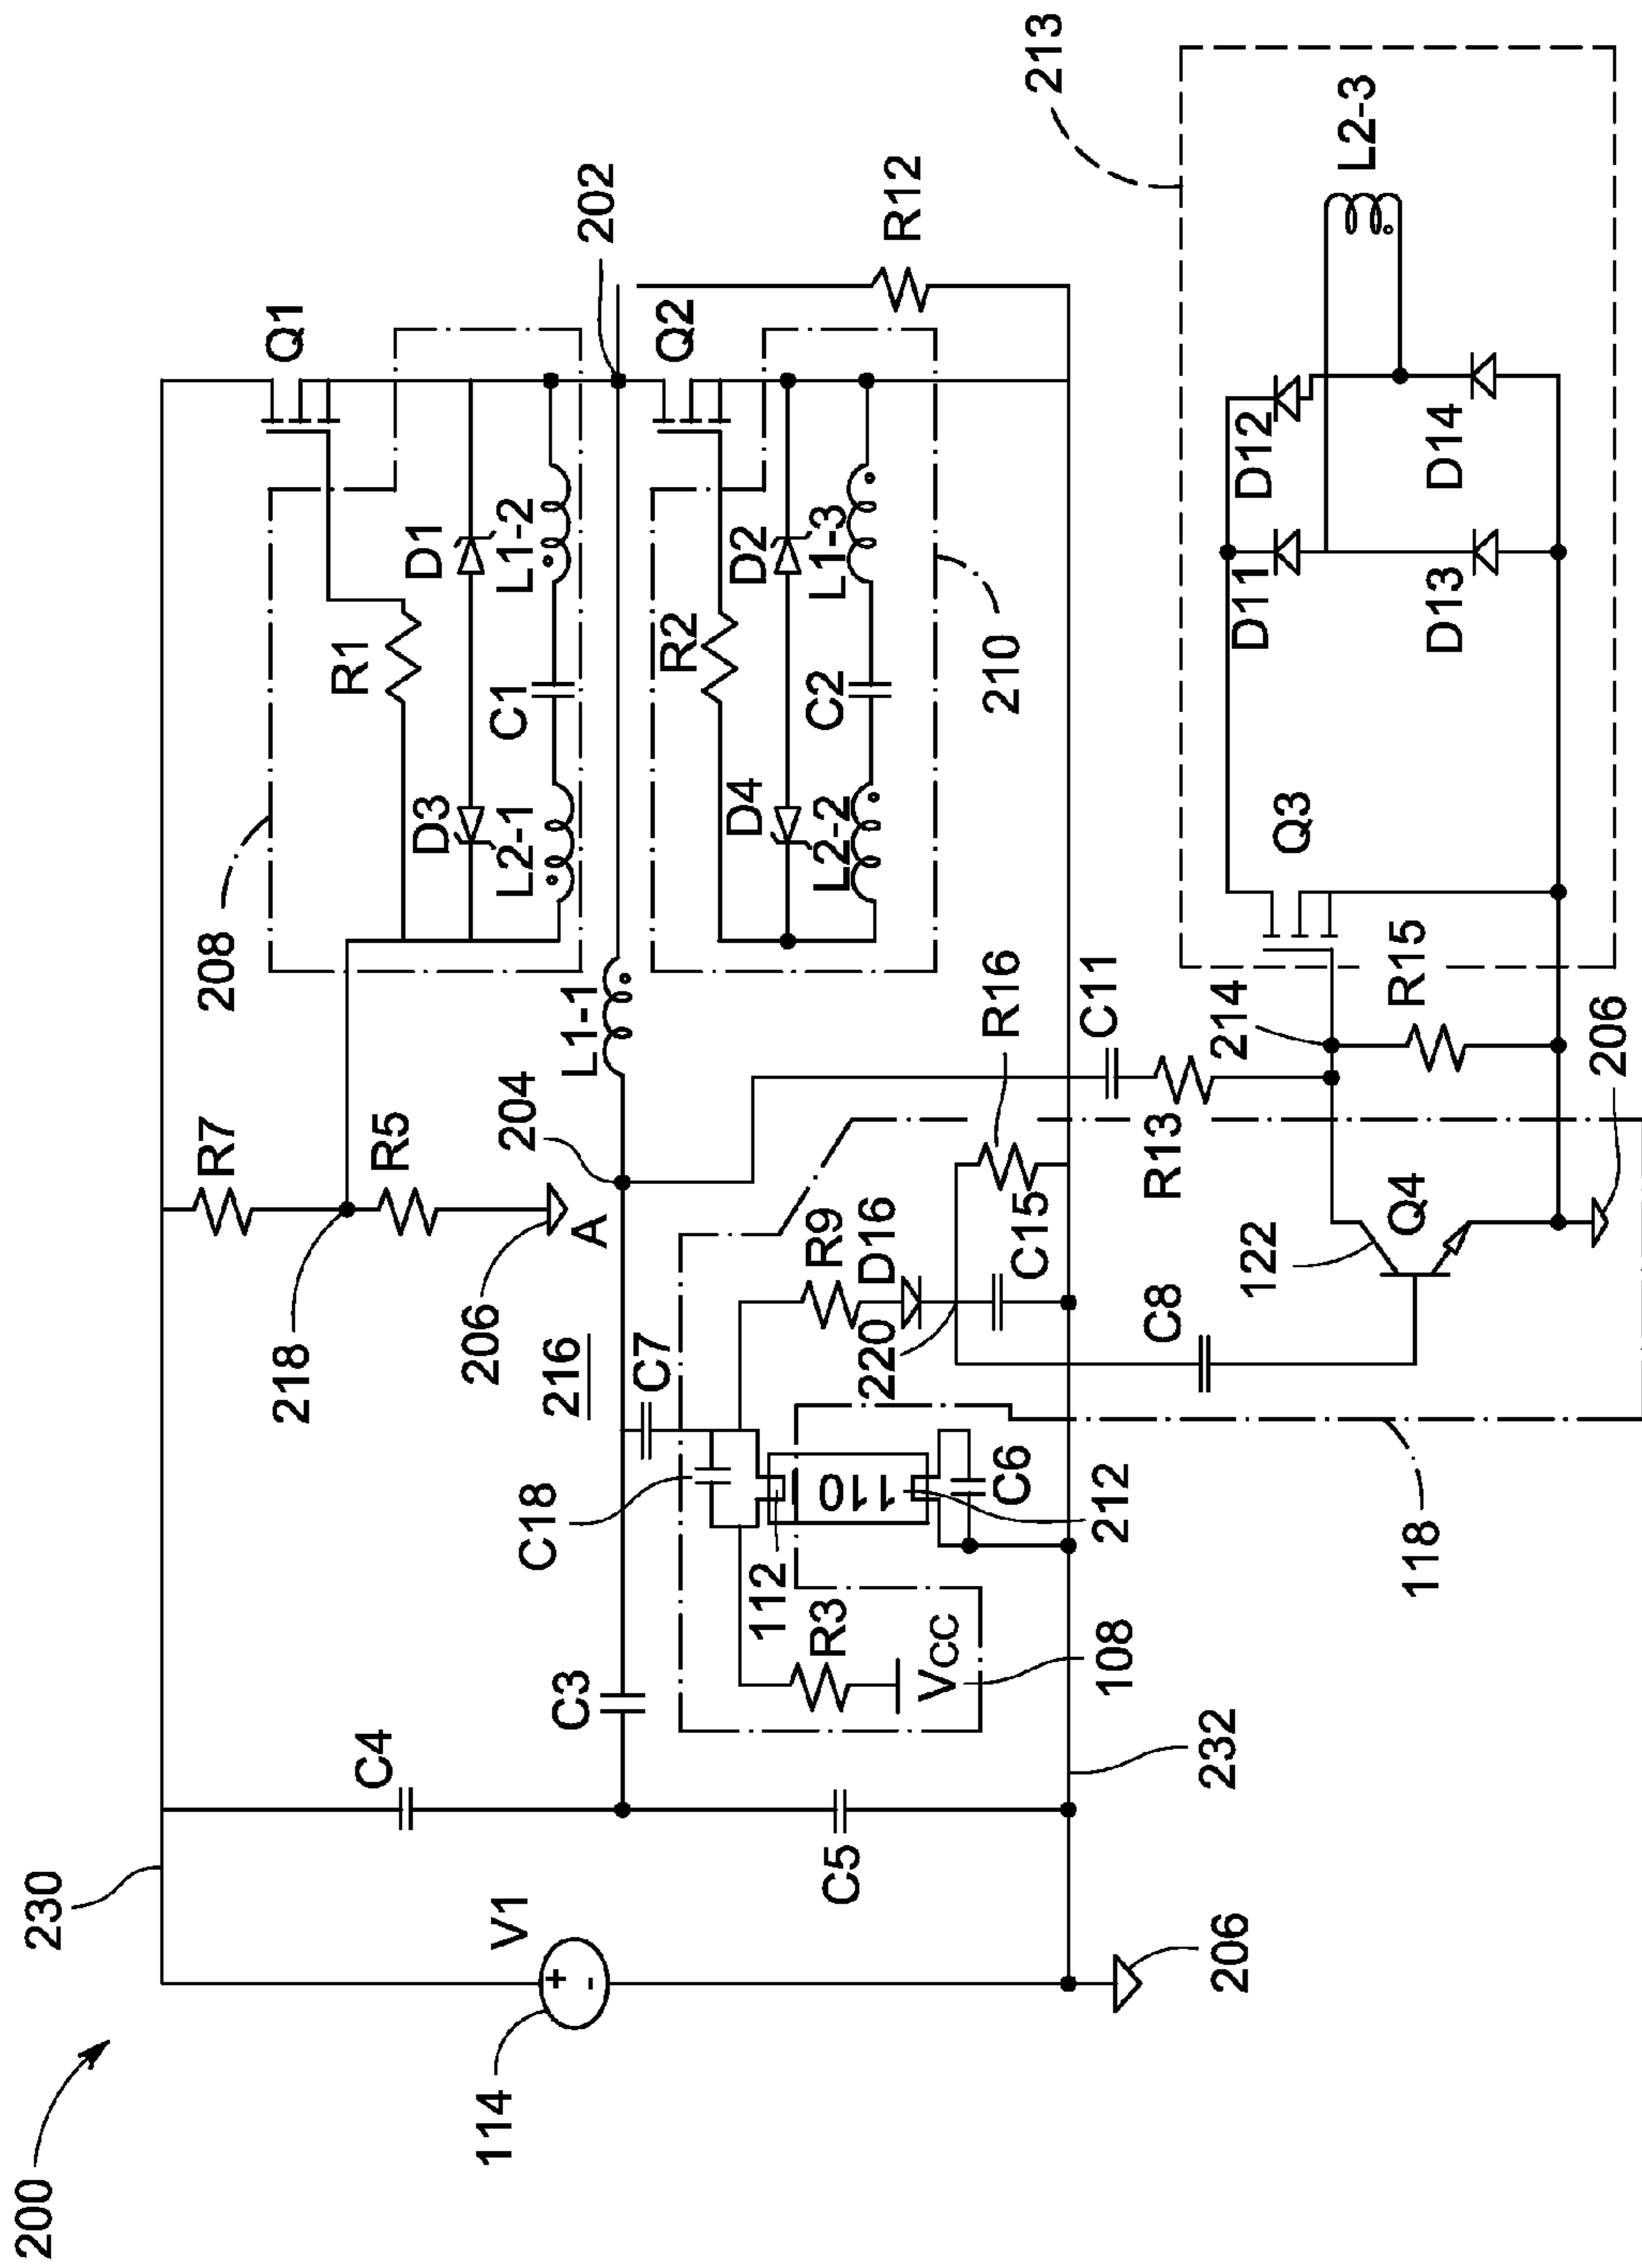 200
230
114
V1
+
-
206
C4
C5
C3
232
108
VCC
R3
112
C18
110
212
C6
118
216
C7
A
206
218
R7
R5
204
L1-1
R9
D16
220
C15
R16
C8
122
Q4
206
R13
C11
214
R15
208
R1
D3
D1
L2-1
C1
L1-2
Q1
202
R2
D4
D2
L2-2
C2
L1-3
Q2
210
R12
213
Q3
D11
D12
D13
D14
L2-3